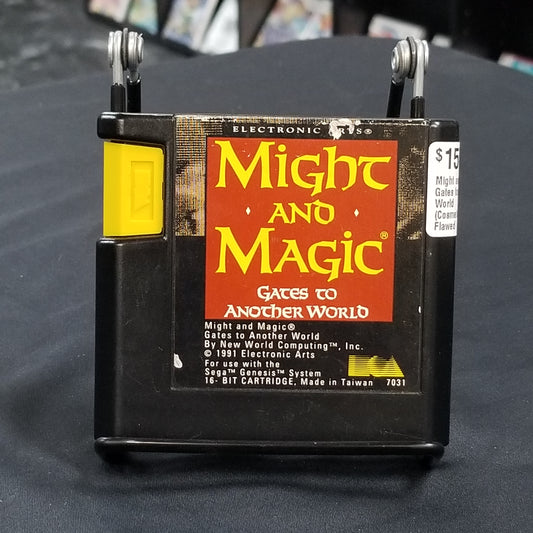 ELECTRONIC ARTS®
MIGHT
AND
MAGIC®
GATES TO
ANOTHER WORLD
Might and Magic®
Gates to Another World
By New World Computing™, Inc.
© 1991 Electronic Arts
For use with the
Sega™ Genesis™ System
16- BIT CARTRIDGE, Made in Taiwan 7031
EA
$15
Might
Gates
World
(Cosme
Flawed